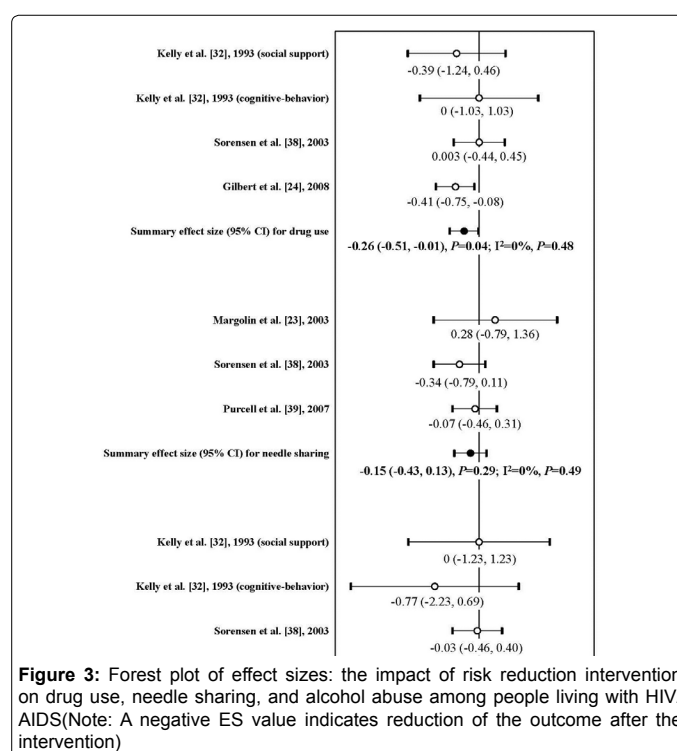 Kelly et al. [32], 1993 (social support)
-0.39 (-1.24, 0.46)
Kelly et al. [32], 1993 (cognitive-behavior)
0 (-1.03, 1.03)
Sorensen et al. [38], 2003
0.003 (-0.44, 0.45)
Gilbert et al. [24], 2008
-0.41 (-0.75, -0.08)
Summary effect size (95% CI) for drug use
-0.26 (-0.51, -0.01), P=0.04; I²=0%, P=0.48
Margolin et al. [23], 2003
0.28 (-0.79, 1.36)
Sorensen et al. [38], 2003
-0.34 (-0.79, 0.11)
Purcell et al. [39], 2007
-0.07 (-0.46, 0.31)
Summary effect size (95% CI) for needle sharing
-0.15 (-0.43, 0.13), P=0.29; I²=0%, P=0.49
Kelly et al. [32], 1993 (social support)
0 (-1.23, 1.23)
Kelly et al. [32], 1993 (cognitive-behavior)
-0.77 (-2.23, 0.69)
Sorensen et al. [38], 2003
-0.03 (-0.46, 0.40)
Figure 3: Forest plot of effect sizes: the impact of risk reduction intervention
on drug use, needle sharing, and alcohol abuse among people living with HIV
AIDS(Note: A negative ES value indicates reduction of the outcome after the
intervention)